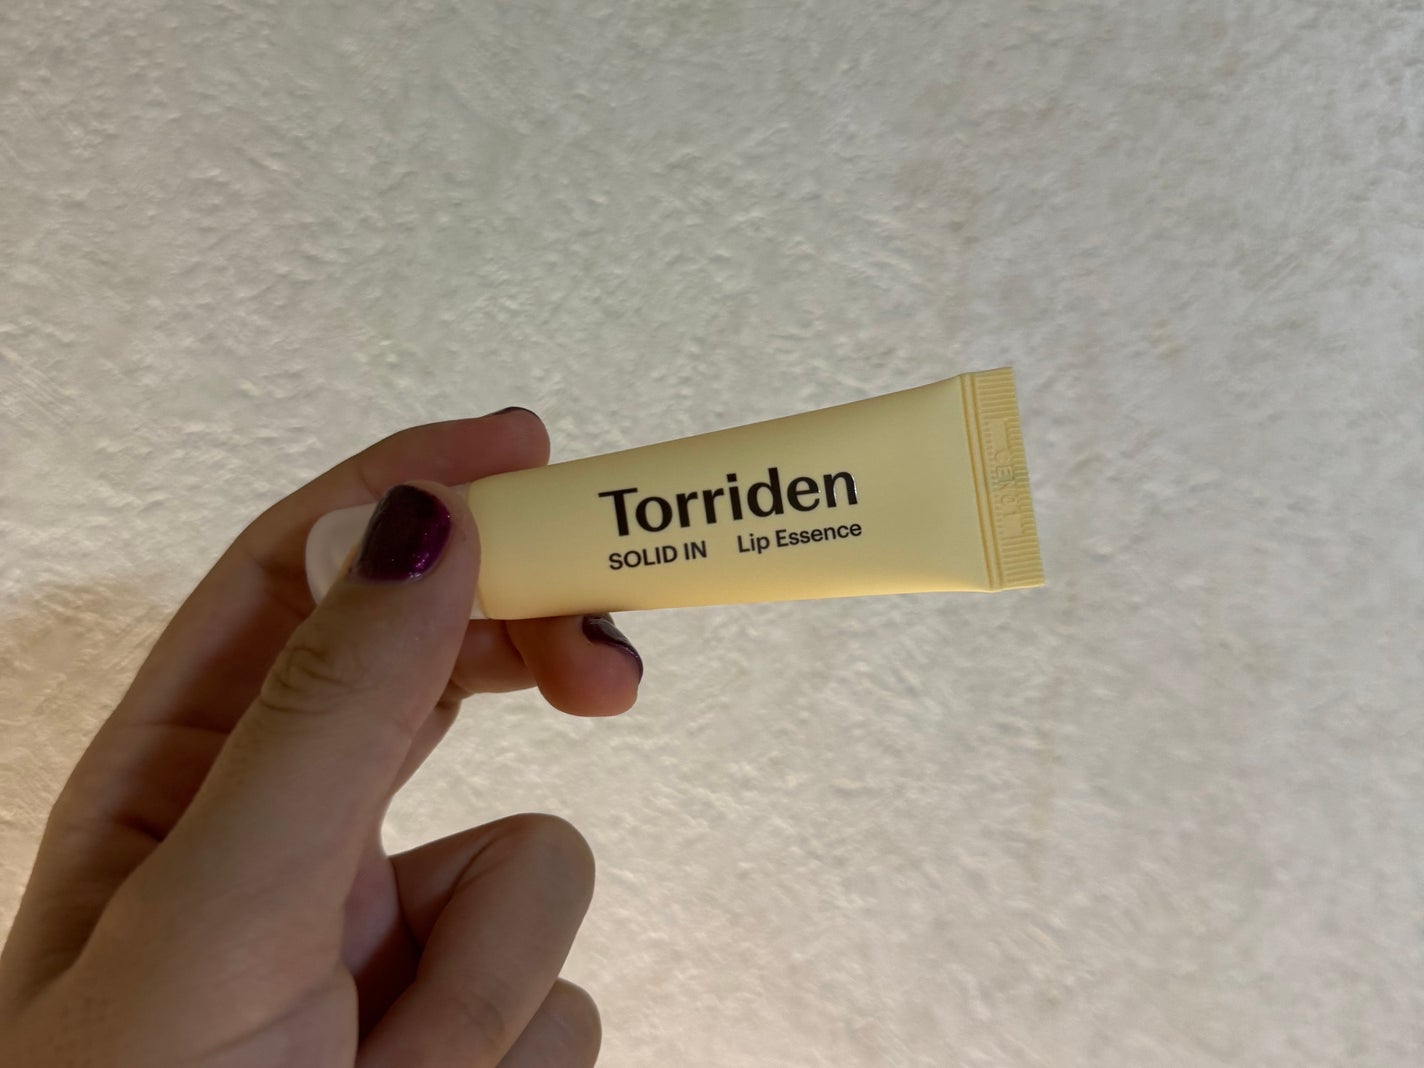 Torriden
SOLID IN Lip Essence